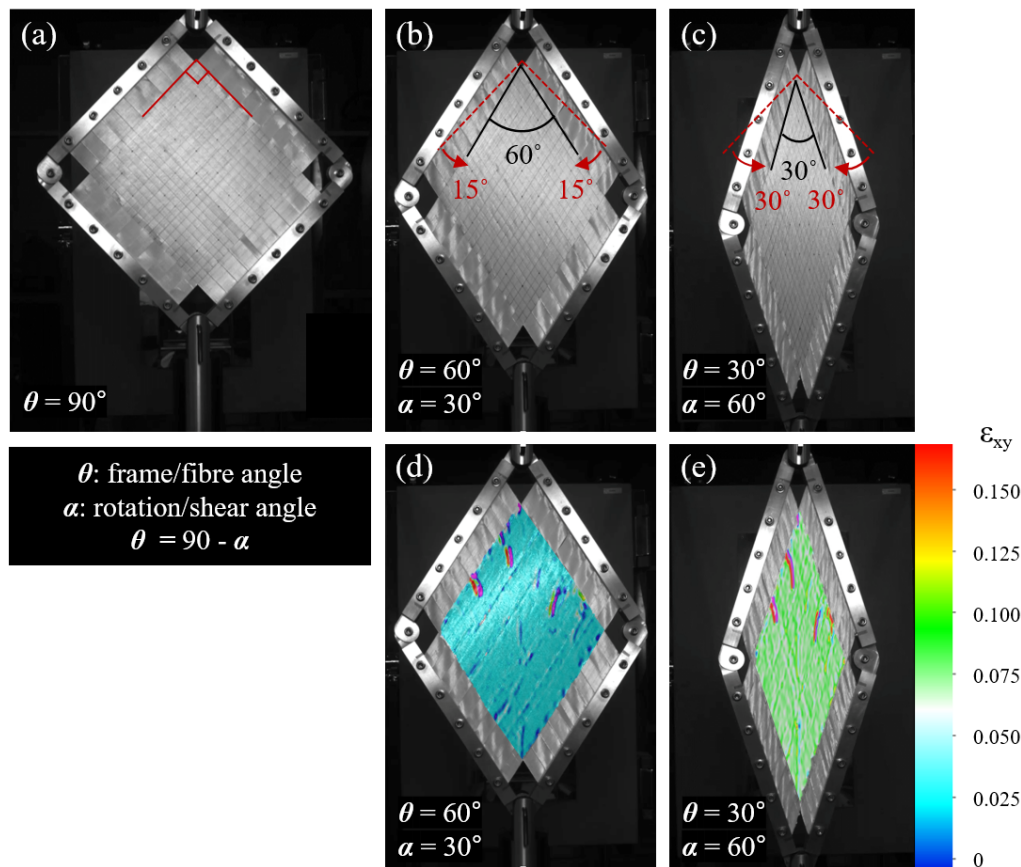 (a)
θ = 90°
(b)
60°
15°
15°
θ = 60°
α = 30°
(c)
30°
30°
30°
θ = 30°
α = 60°
θ: frame/fibre angle
α: rotation/shear angle
θ = 90 - α
(d)
θ = 60°
α = 30°
(e)
θ = 30°
α = 60°
εxy
0.150
0.125
0.100
0.075
0.050
0.025
0